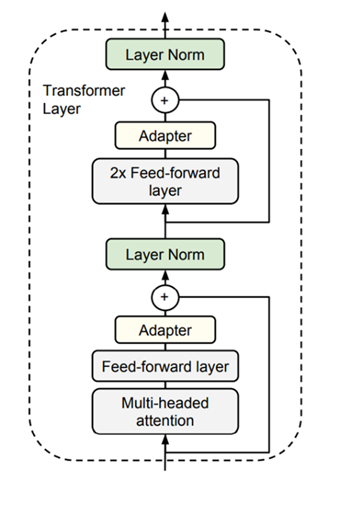 Layer Norm
Transformer
Layer
+
Adapter
2x Feed-forward
layer
Layer Norm
+
Adapter
Feed-forward layer
Multi-headed
attention